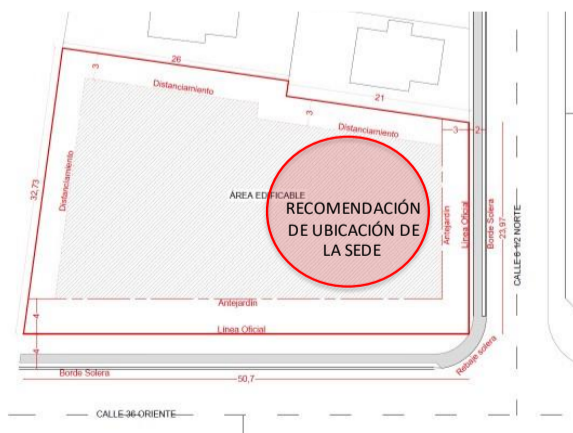 26
3
Distanciamiento
21
3
Distanciamiento
3
2
32,73
Distanciamiento
ÁREA EDIFICABLE
RECOMENDACIÓN
DE UBICACIÓN DE
LA SEDE
Antejardín
Línea Oficial
Borde Solera
23,97
CALLE 6 1/2 NORTE
Antejardín
4
Línea Oficial
4
Rebaje solera
Borde Solera
50,7
CALLE 36 ORIENTE